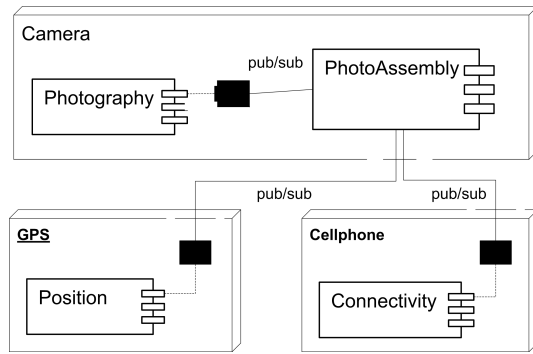 Camera
pub/sub
PhotoAssembly
Photography
pub/sub
pub/sub
GPS
Cellphone
Position
Connectivity